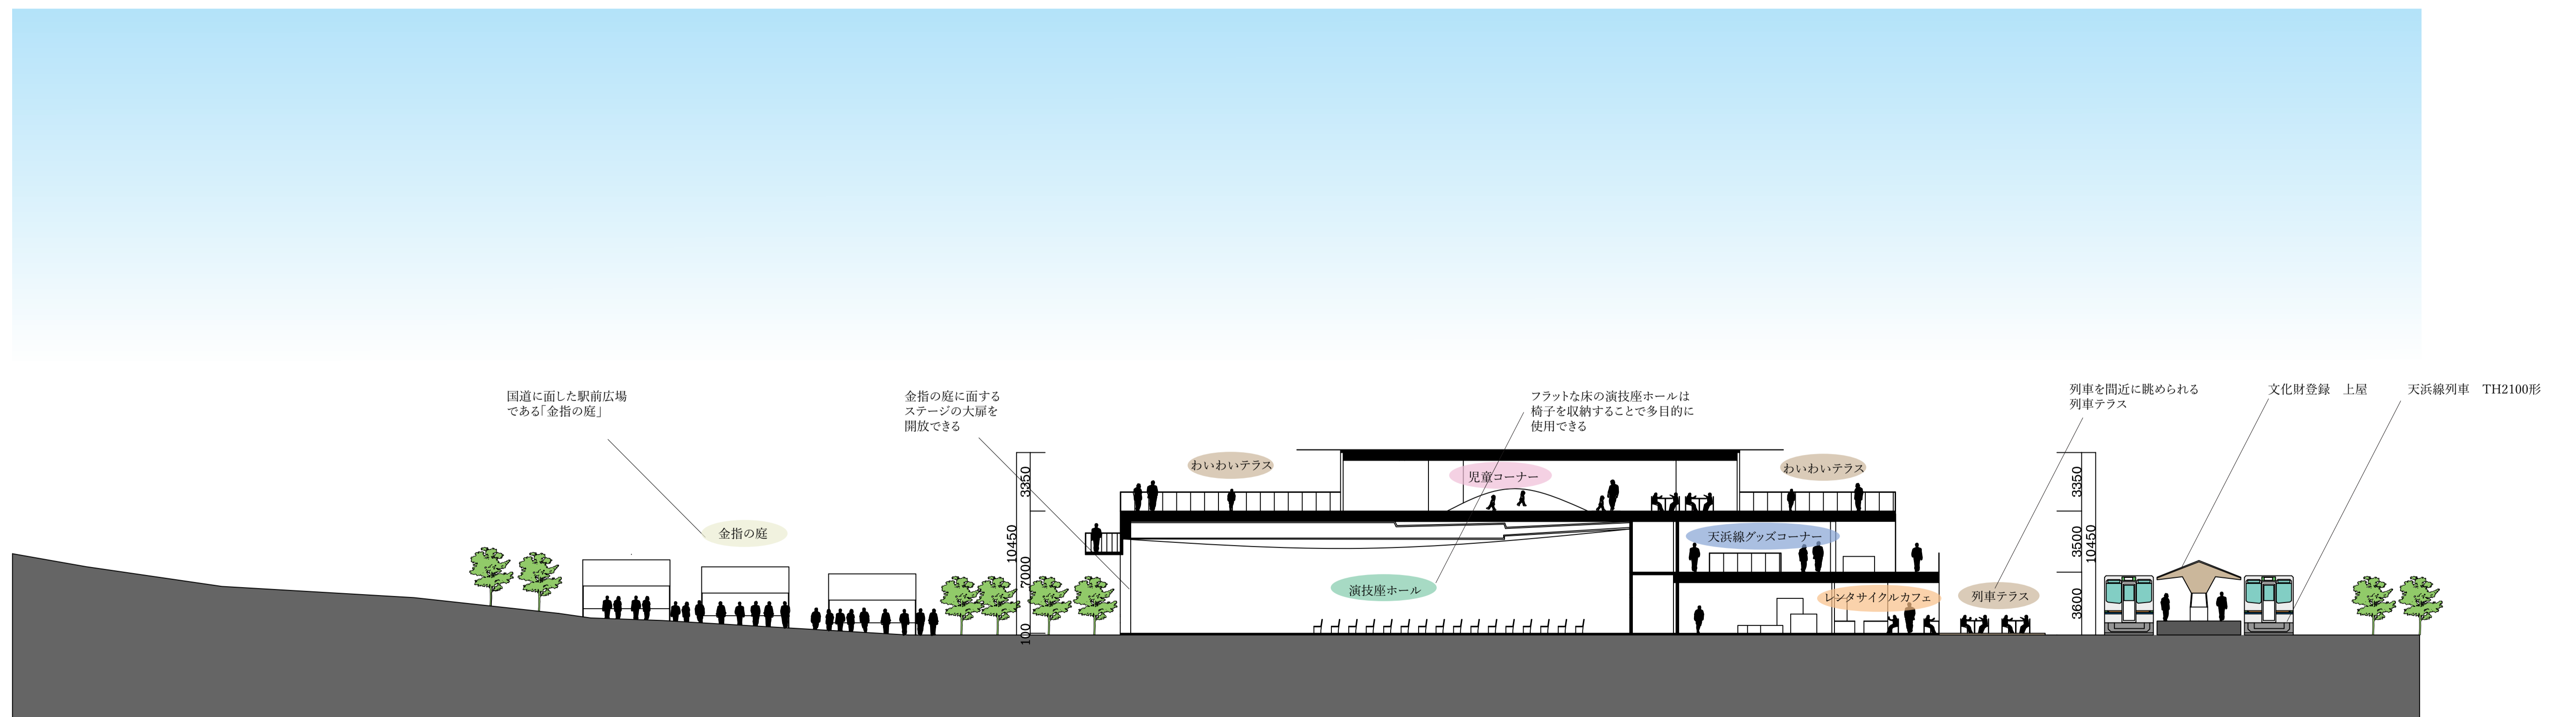 国道に面した駅前広場
である「金指の庭」
金指の庭に面する
ステージの大扉を
開放できる
フラットな床の演技座ホールは
椅子を収納することで多目的に
使用できる
列車を間近に眺められる
列車テラス
文化財登録　上屋
天浜線列車　TH2100形
わいわいテラス
児童コーナー
わいわいテラス
金指の庭
天浜線グッズコーナー
演技座ホール
レンタサイクルカフェ
列車テラス
3350
10450
7000
100
3350
3500
10450
3600